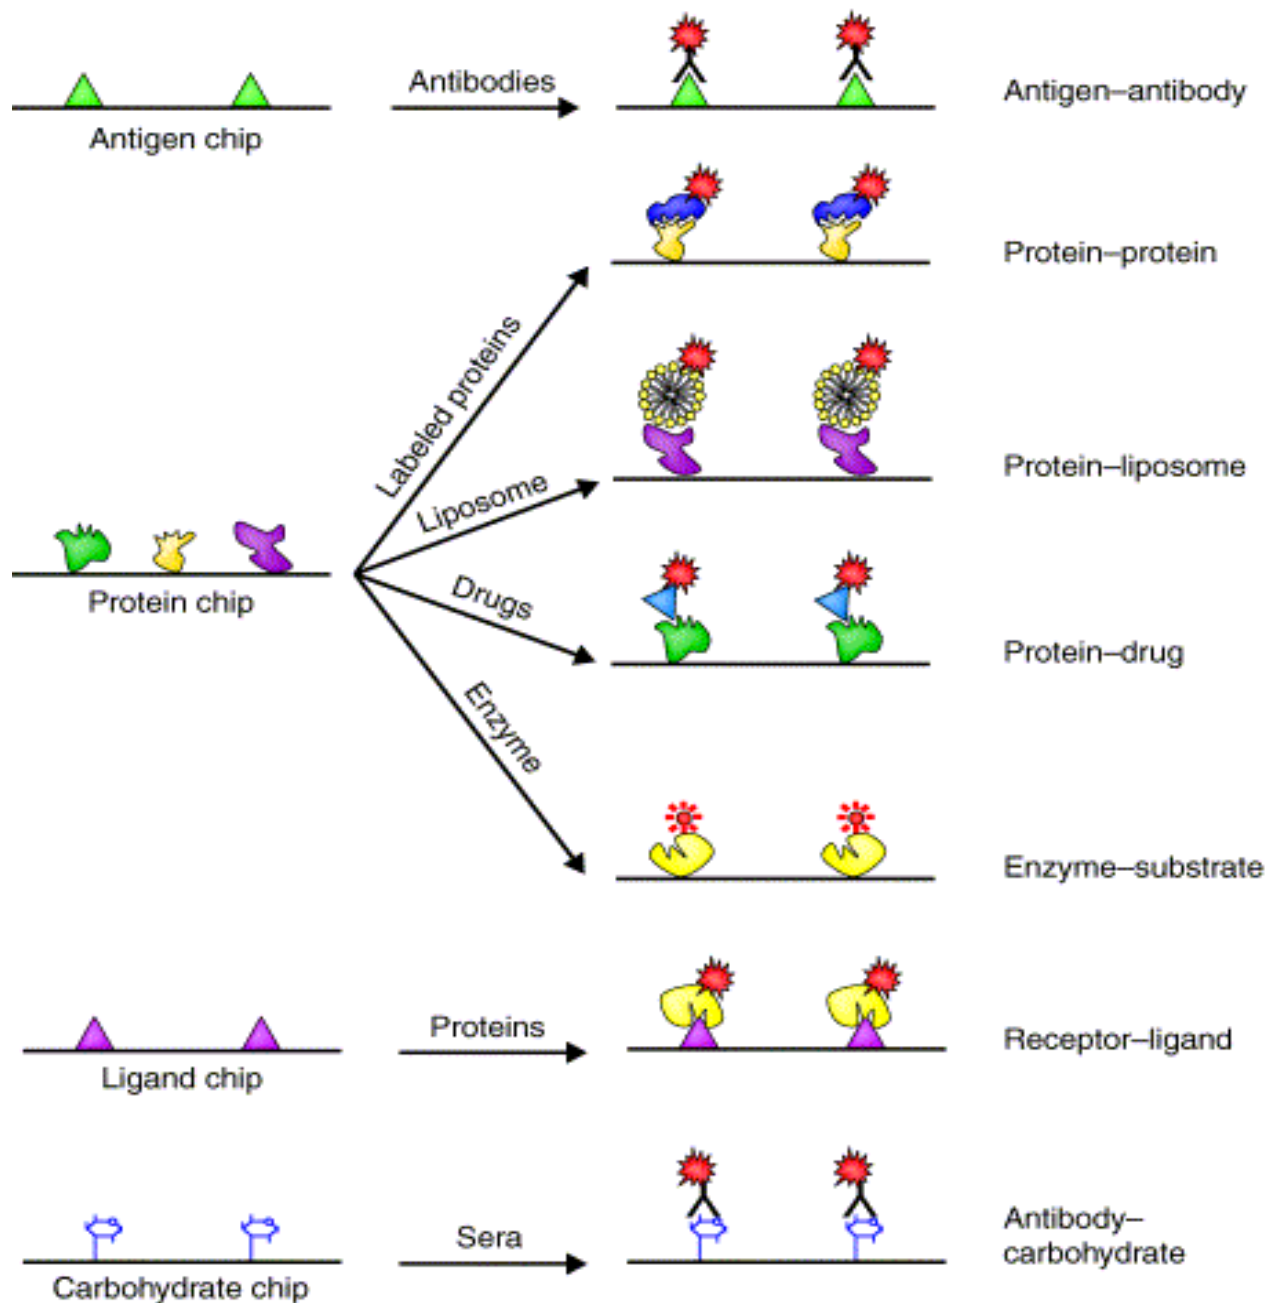 Antibodies
Antigen–antibody
Antigen chip
Protein–protein
Labeled proteins
Protein–liposome
Liposome
Protein chip
Drugs
Protein–drug
Enzyme
Enzyme–substrate
Proteins
Receptor–ligand
Ligand chip
Sera
Antibody–
carbohydrate
Carbohydrate chip